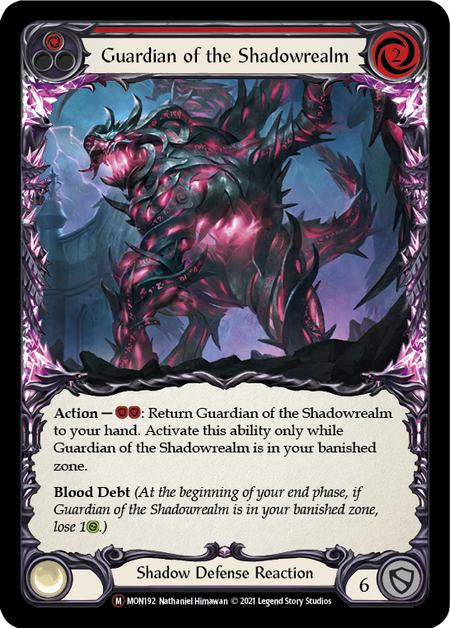 Guardian of the Shadowrealm
2
Action — : Return Guardian of the Shadowrealm
to your hand. Activate this ability only while
Guardian of the Shadowrealm is in your banished
zone.
Blood Debt (At the beginning of your end phase, if
Guardian of the Shadowrealm is in your banished zone,
lose 1.)
Shadow Defense Reaction
6
M MON192 Nathaniel Himawan © 2021 Legend Story Studios